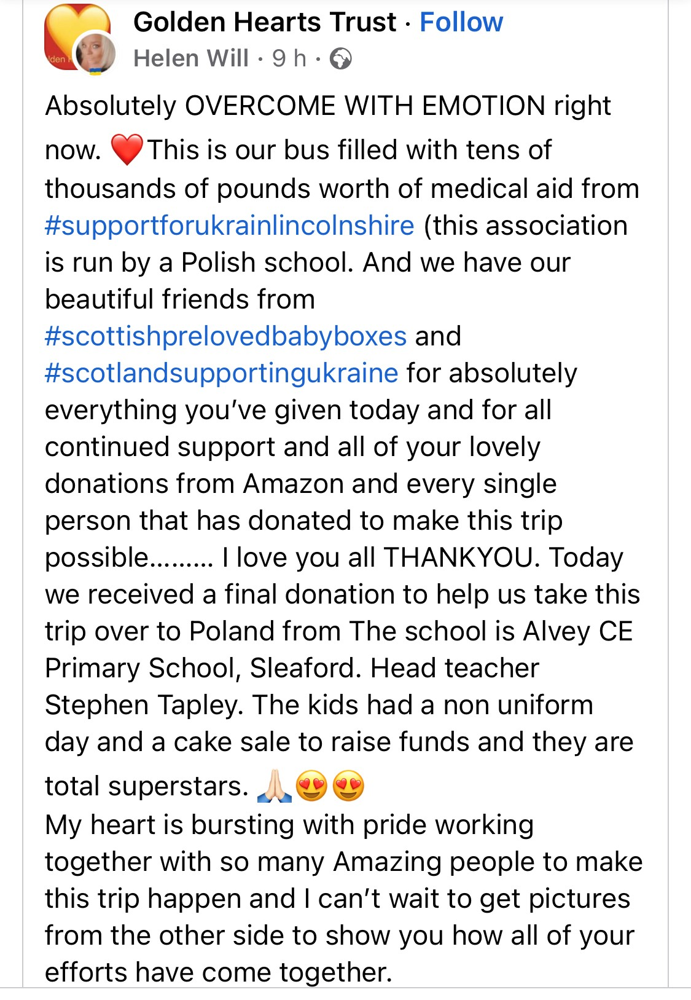 Golden Hearts Trust · Follow
lden H
Helen Will · 9 h ·
Absolutely OVERCOME WITH EMOTION right
now. ❤️This is our bus filled with tens of
thousands of pounds worth of medical aid from
#supportforukrainlincolnshire (this association
is run by a Polish school. And we have our
beautiful friends from
#scottishprelovedbabyboxes and
#scotlandsupportingukraine for absolutely
everything you’ve given today and for all
continued support and all of your lovely
donations from Amazon and every single
person that has donated to make this trip
possible......... I love you all THANKYOU. Today
we received a final donation to help us take this
trip over to Poland from The school is Alvey CE
Primary School, Sleaford. Head teacher
Stephen Tapley. The kids had a non uniform
day and a cake sale to raise funds and they are
total superstars. 🙏🏻😍😍
My heart is bursting with pride working
together with so many Amazing people to make
this trip happen and I can’t wait to get pictures
from the other side to show you how all of your
efforts have come together.